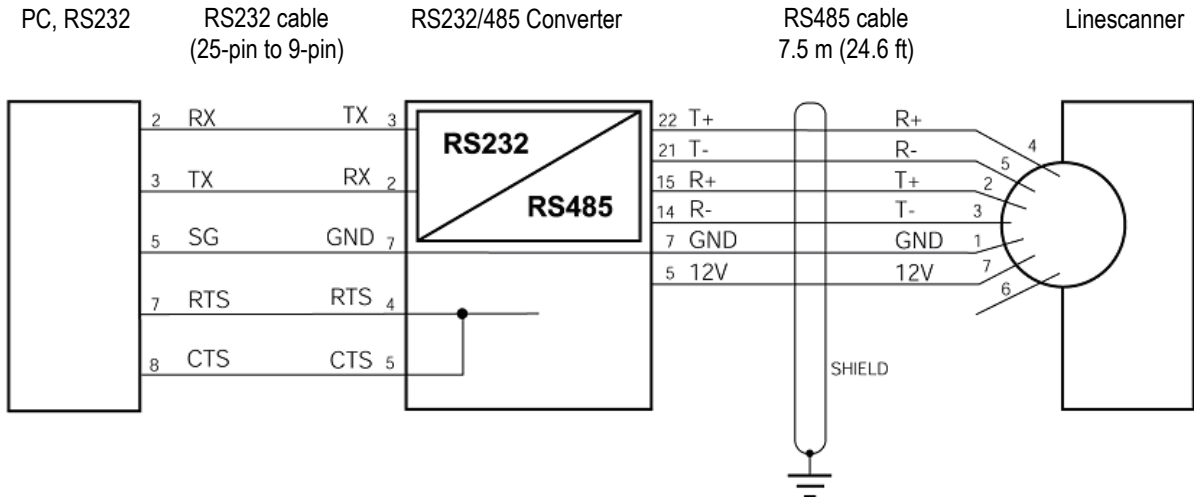 PC, RS232 RS232 cable RS232/485 Converter RS485 cable Linescanner
(25-pin to 9-pin) 7.5 m (24.6 ft)
2 RX TX 3 22 T+ R+ 4
RS232 21 T- R- 5
3 TX RX 2 15 R+ T+ 2
RS485 14 R- T- 3
5 SG GND 7 7 GND GND 1
5 12V 12V 7
6
7 RTS RTS 4
8 CTS CTS 5
SHIELD